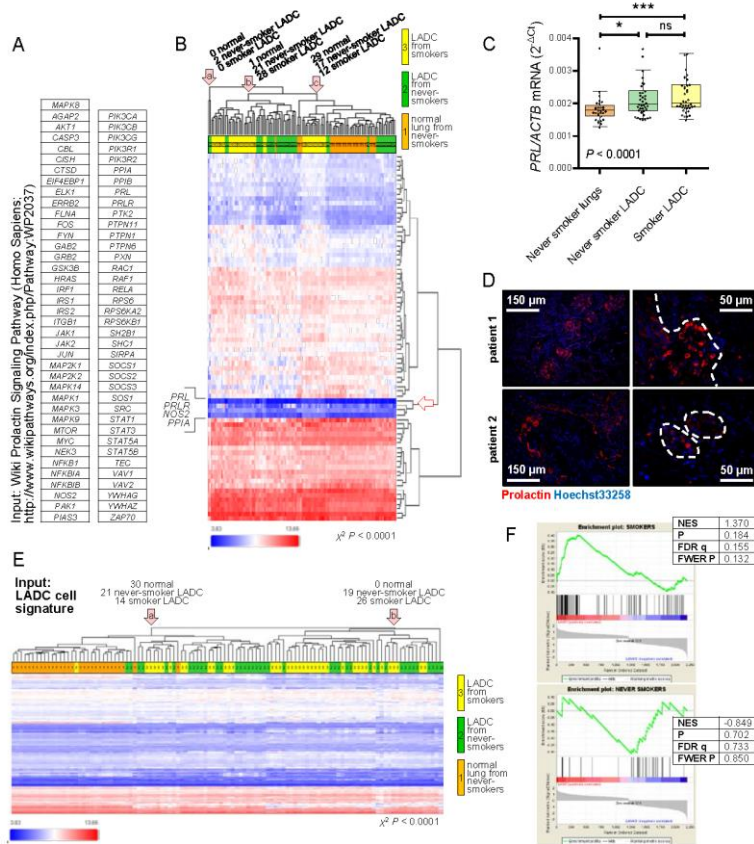 A
Input: Wiki Prolactin Signaling Pathway (Homo Sapiens;
http://www.wikipathways.org/index.php/Pathway:WP2037)
MAPK8
AGAP2
AKT1
CASP3
CBL
CISH
CTSD
EIF4EBP1
ELK1
ERRB2
FLNA
FOS
FYN
GAB2
GRB2
GSK3B
HRAS
IRF1
IRS1
IRS2
ITGB1
JAK1
JAK2
JUN
MAP2K1
MAP2K2
MAPK14
MAPK1
MAPK3
MAPK9
MTOR
MYC
NEK3
NFKB1
NFKBIA
NFKBIB
NOS2
PAK1
PIAS3
PIK3CA
PIK3CB
PIK3CG
PIK3R1
PIK3R2
PPIA
PPIB
PRL
PRLR
PTK2
PTPN11
PTPN1
PTPN6
PXN
RAC1
RAF1
RELA
RPS6
RPS6KA2
RPS6KB1
SH2B1
SHC1
SIRPA
SOCS1
SOCS2
SOCS3
SOS1
SRC
STAT1
STAT3
STAT5A
STAT5B
TEC
VAV1
VAV2
YWHAG
YWHAZ
ZAP70
B
0 normal
2 never-smoker LADC
0 smoker LADC
1 normal
21 never-smoker LADC
28 smoker LADC
29 normal
17 never-smoker LADC
12 smoker LADC
a
b
c
3
LADC
from
smokers
2
LADC
from
never-
smokers
1
normal
lung from
never-
smokers
PRL
PRLR
NOS2
PPIA
3.83
13.69
χ² P < 0.0001
C
***
*
ns
PRL/ACTB mRNA (2^-ΔCt)
0.004
0.003
0.002
0.001
0.000
P < 0.0001
Never smoker lungs
Never smoker LADC
Smoker LADC
D
150 μm
50 μm
patient 1
patient 2
150 μm
50 μm
Prolactin Hoechst33258
E
Input:
LADC cell
signature
30 normal
21 never-smoker LADC
14 smoker LADC
0 normal
19 never-smoker LADC
26 smoker LADC
a
b
3
LADC
from
smokers
2
LADC
from
never-
smokers
1
normal
lung from
never-
smokers
χ² P < 0.0001
F
Enrichment plot: SMOKERS
NES 1.370
P 0.184
FDR q 0.155
FWER P 0.132
Enrichment plot: NEVER SMOKERS
NES -0.849
P 0.702
FDR q 0.733
FWER P 0.850